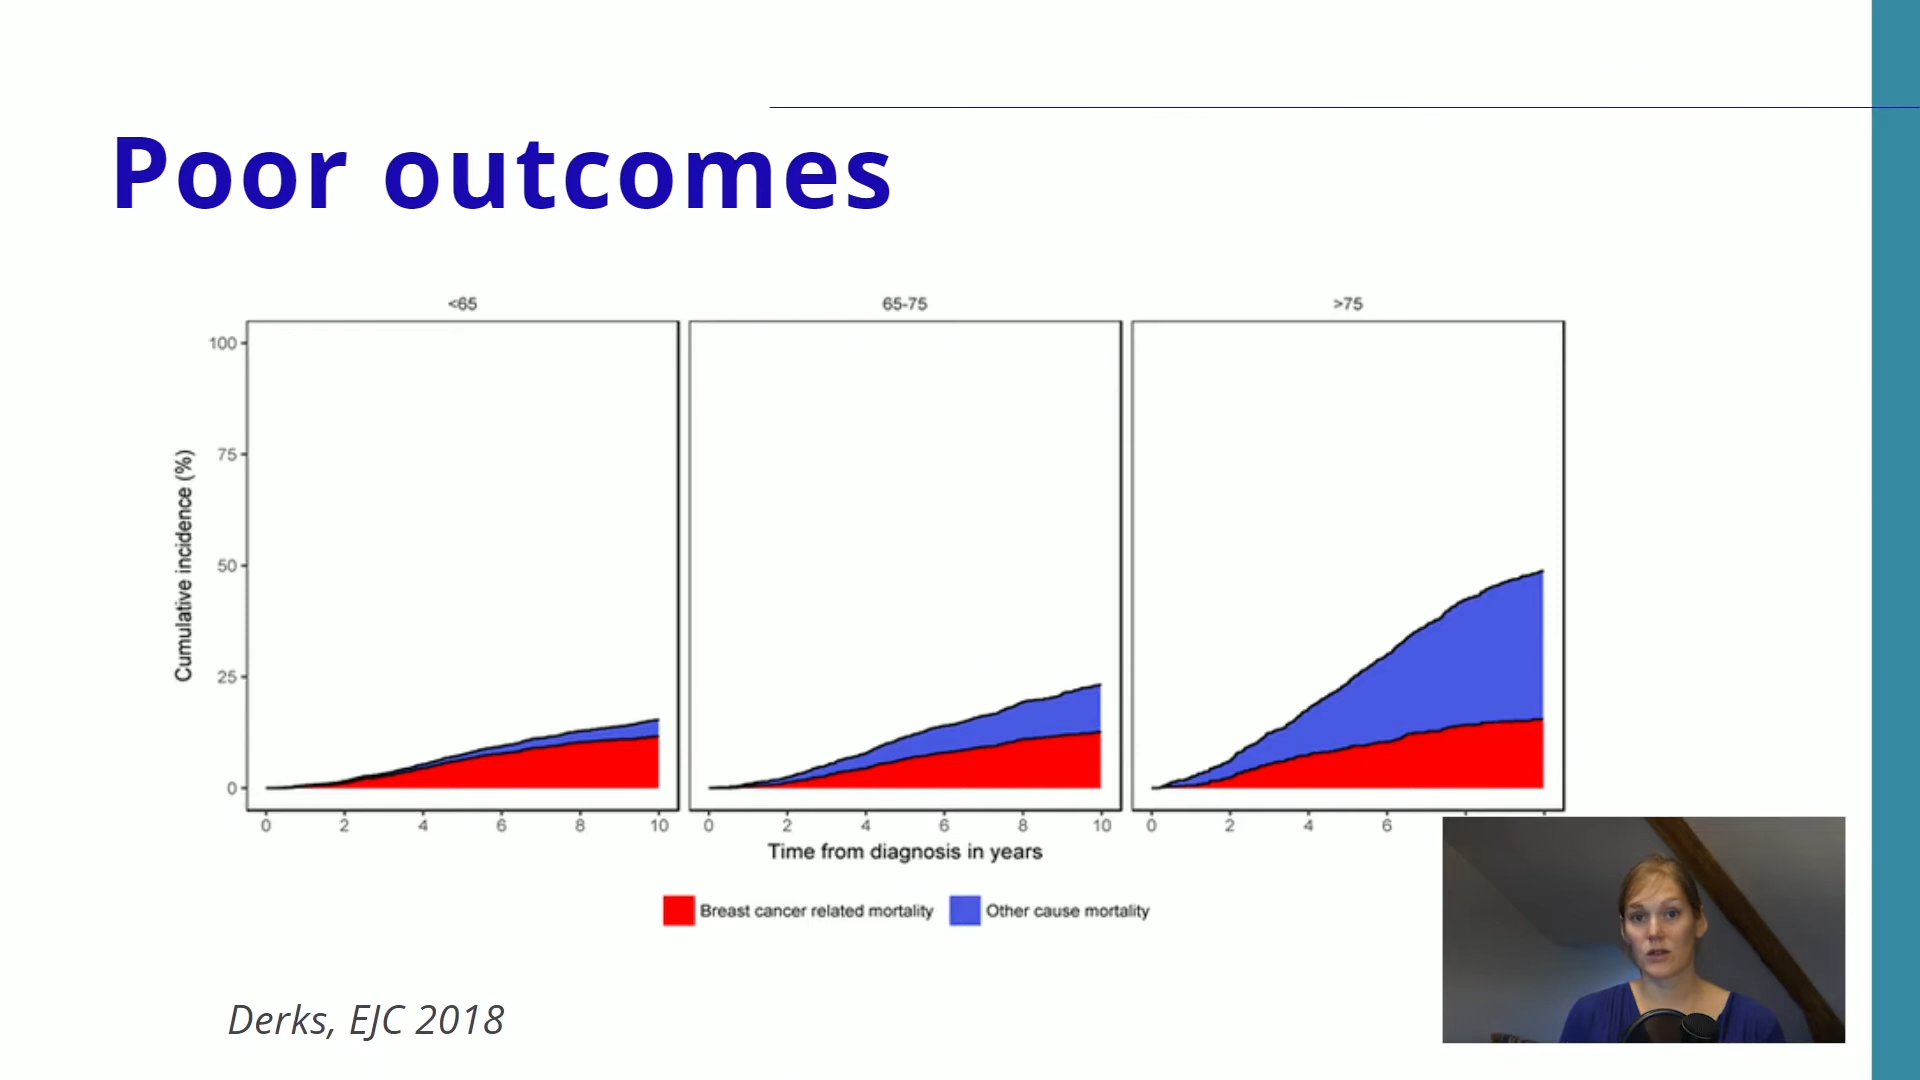 Poor outcomes
<65
65-75
>75
100
75
50
25
0
Cumulative incidence (%)
0 2 4 6 8 10
0 2 4 6 8 10
0 2 4 6
Time from diagnosis in years
Breast cancer related mortality
Other cause mortality
Derks, EJC 2018